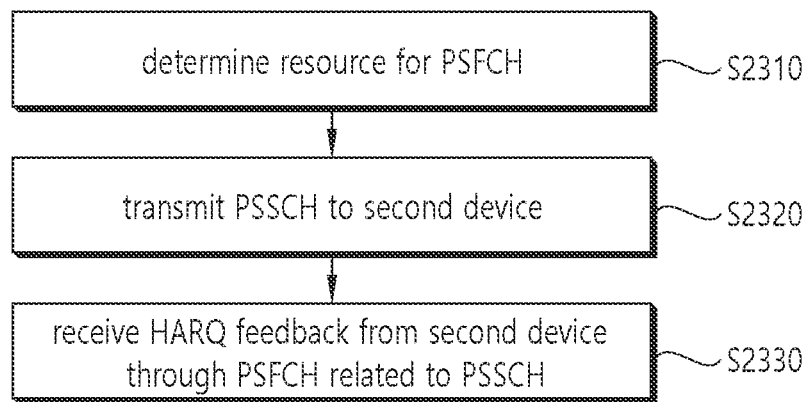 determine resource for PSFCH
S2310
transmit PSSCH to second device
S2320
receive HARQ feedback from second device
through PSFCH related to PSSCH
S2330